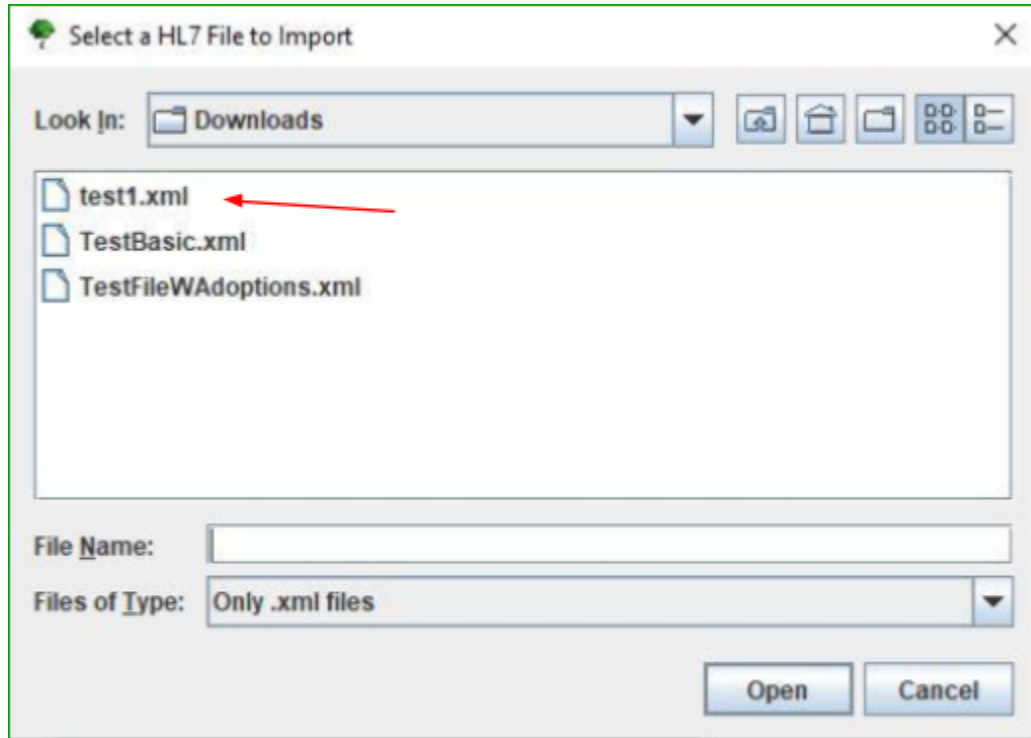 Select a HL7 File to Import
Look In: Downloads
test1.xml
TestBasic.xml
TestFileWAdoptions.xml
File Name:
Files of Type: Only .xml files
Open Cancel